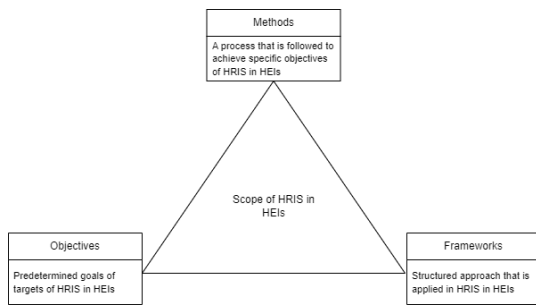 Methods
A process that is followed to
achieve specific objectives
of HRIS in HEIs
Scope of HRIS in
HEIs
Objectives
Predetermined goals of
targets of HRIS in HEIs
Frameworks
Structured approach that is
applied in HRIS in HEIs